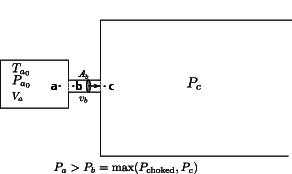 T_{a_0}
P_{a_0}
V_a
a
A_b
b
v_b
c
P_c
P_a > P_b = max(P_choked, P_c)